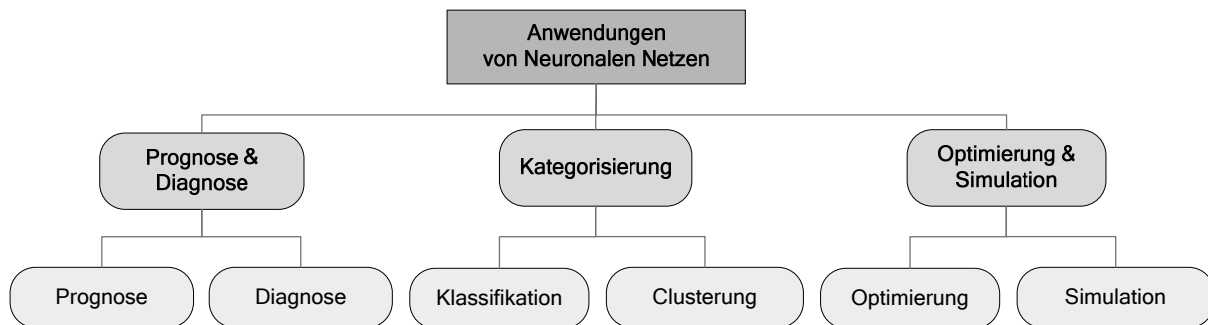 Anwendungen
von Neuronalen Netzen
Prognose &
Diagnose
Kategorisierung
Optimierung &
Simulation
Prognose
Diagnose
Klassifikation
Clusterung
Optimierung
Simulation